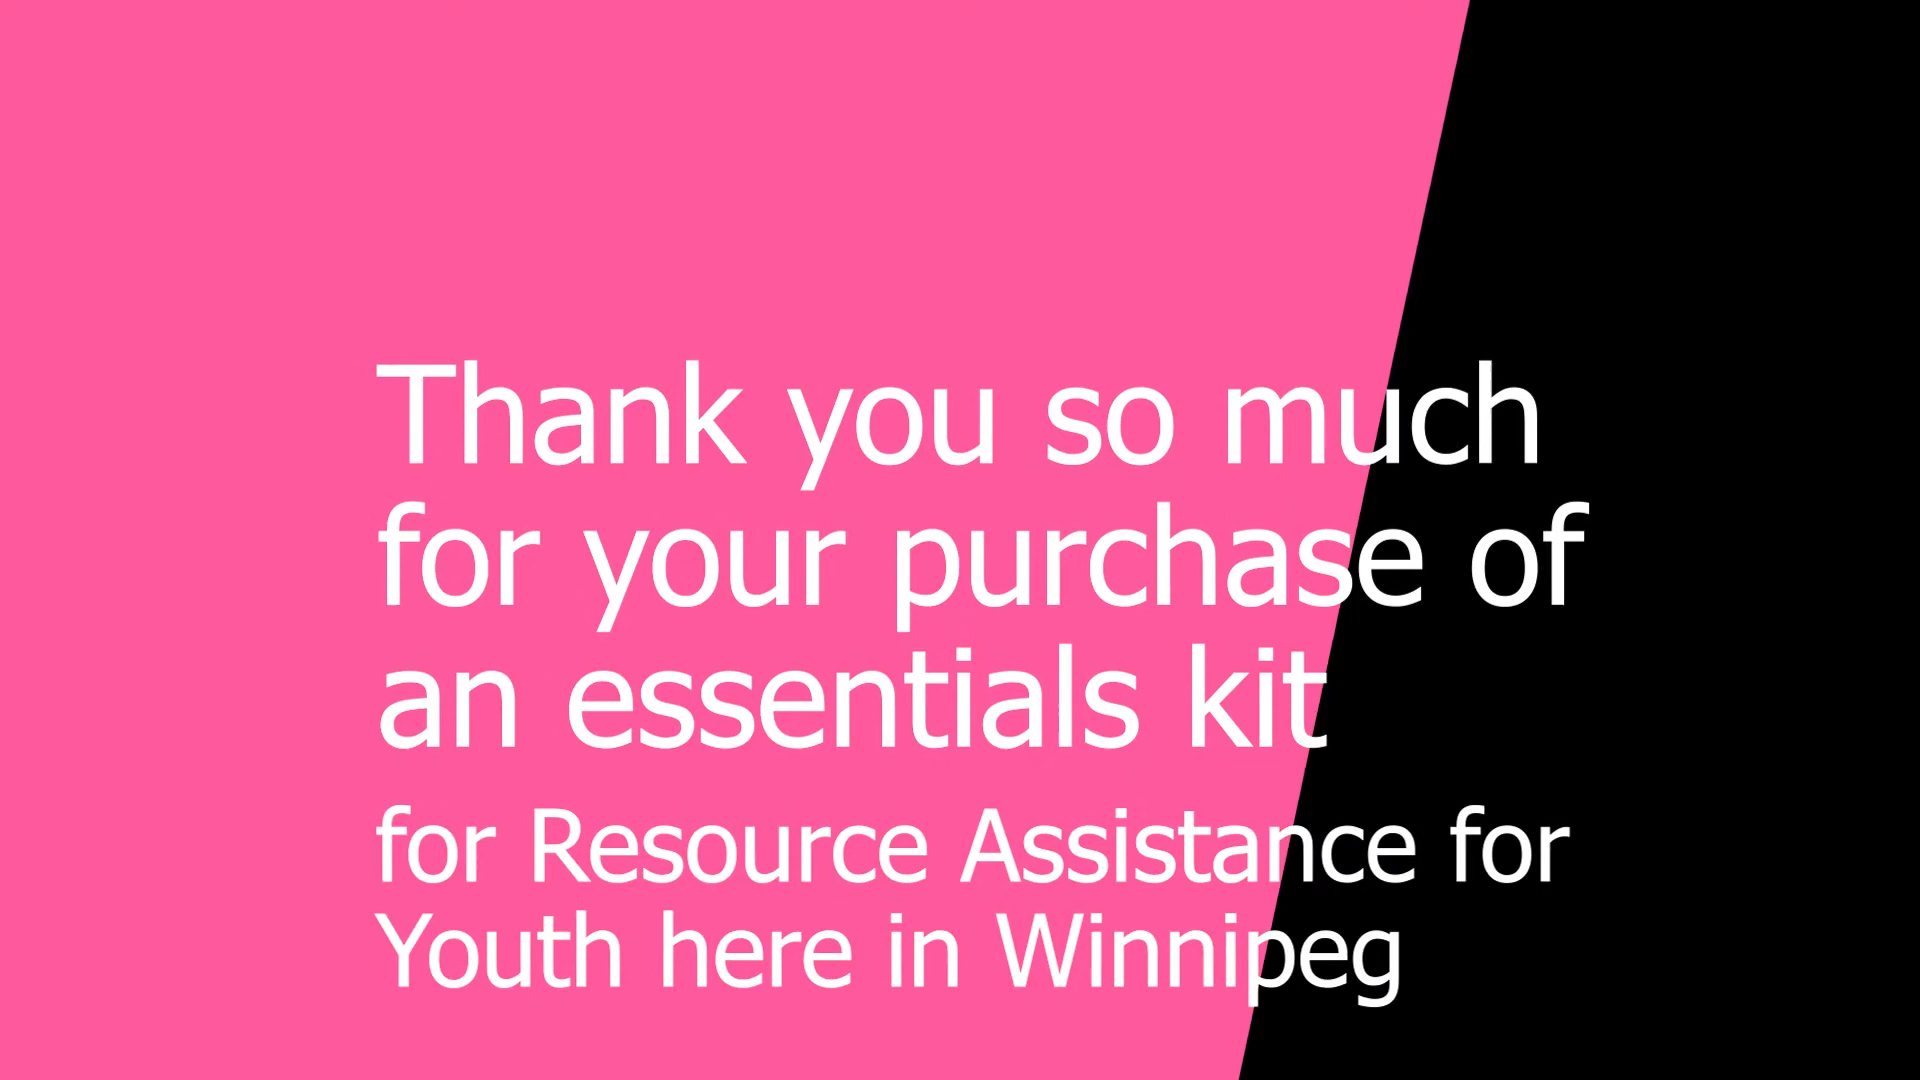 Thank you so much
for your purchase of
an essentials kit
for Resource Assistance for
Youth here in Winnipeg